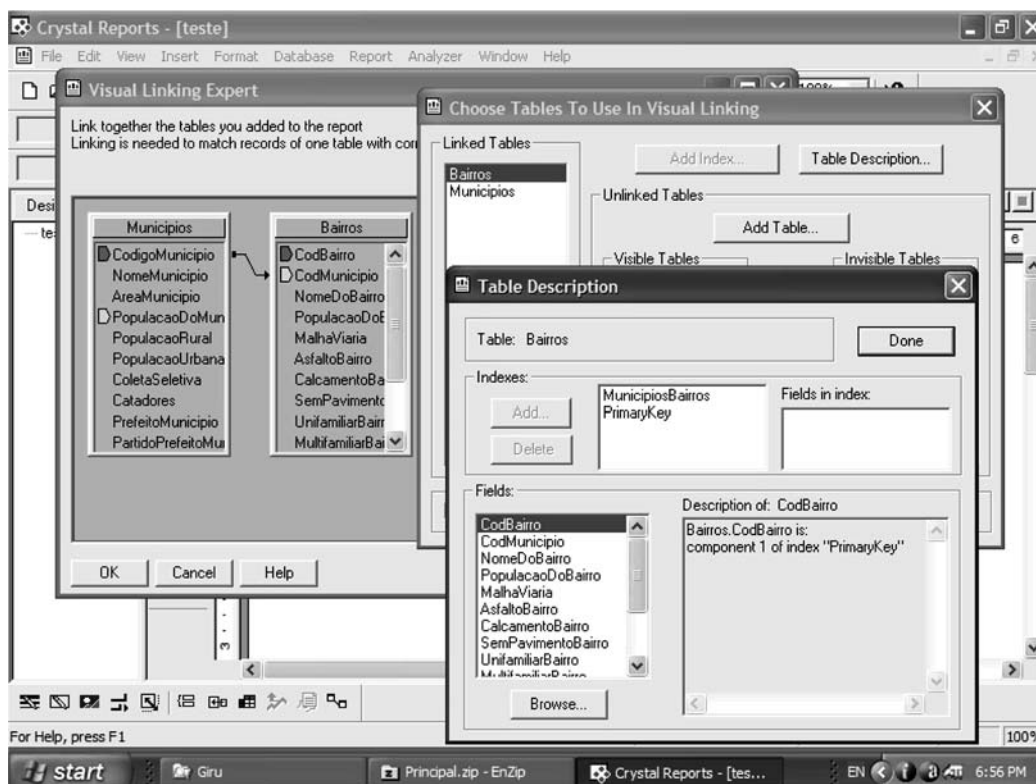 Crystal Reports - [teste]
File Edit View Insert Format Database Report Analyzer Window Help
Visual Linking Expert
Link together the tables you added to the report
Linking is needed to match records of one table with
Municipios
CodigoMunicipio
NomeMunicipio
AreaMunicipio
PopulacaoDoMun
PopulacaoRural
PopulacaoUrbana
ColetaSeletiva
Catadores
PrefeitoMunicipio
PartidoPrefeitoMu
Bairros
CodBairro
CodMunicipio
NomeDoBairro
PopulacaoDoB
MalhaViaria
AsfaltoBairro
CalcamentoBa
SemPaviment
UnifamiliarBair
MultifamiliarBai
OK Cancel Help
Choose Tables To Use In Visual Linking
Linked Tables
Bairros
Municipios
Add Index... Table Description...
Unlinked Tables
Add Table...
Visible Tables Invisible Tables
Table Description
Table: Bairros
Done
Indexes:
Add...
Delete
MunicipiosBairros
PrimaryKey
Fields in index:
Fields:
CodBairro
CodMunicipio
NomeDoBairro
PopulacaoDoBairro
MalhaViaria
AsfaltoBairro
CalcamentoBairro
SemPavimentoBairro
UnifamiliarBairro
MultifamiliarBairro
Browse...
Description of: CodBairro
Bairros.CodBairro is:
component 1 of index "PrimaryKey"
Desi
te
6
3
For Help, press F1
100%
start Giru Principal.zip - EnZip Crystal Reports - [tes... EN 6:56 PM